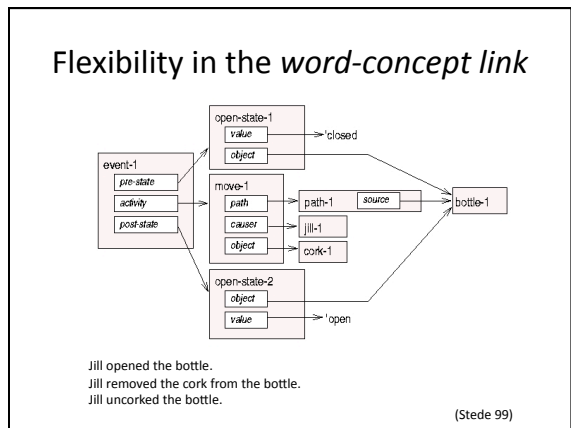 Flexibility in the word-concept link
open-state-1
value
'closed
object
event-1
pre-state
activity
post-state
move-1
path
path-1
source
bottle-1
causer
jill-1
object
cork-1
open-state-2
object
value
'open
Jill opened the bottle.
Jill removed the cork from the bottle.
Jill uncorked the bottle.
(Stede 99)